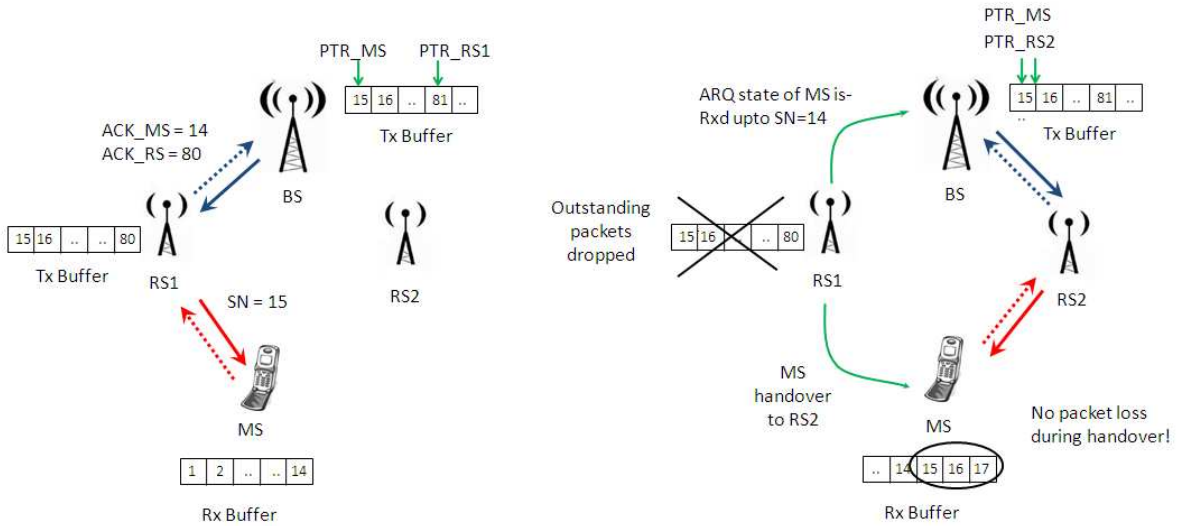 PTR_MS PTR_RS1
15 16 .. 81 ..
Tx Buffer
ACK_MS = 14
ACK_RS = 80
BS
15 16 .. .. 80
Tx Buffer
RS1
RS2
SN = 15
MS
1 2 .. .. 14
Rx Buffer
PTR_MS
PTR_RS2
15 16 .. 81 ..
..
Tx Buffer
ARQ state of MS is-
Rxd upto SN=14
BS
Outstanding
packets
dropped
15 16 .. .. 80
RS1
RS2
MS
handover
to RS2
MS
No packet loss
during handover!
.. 14 15 16 17
Rx Buffer